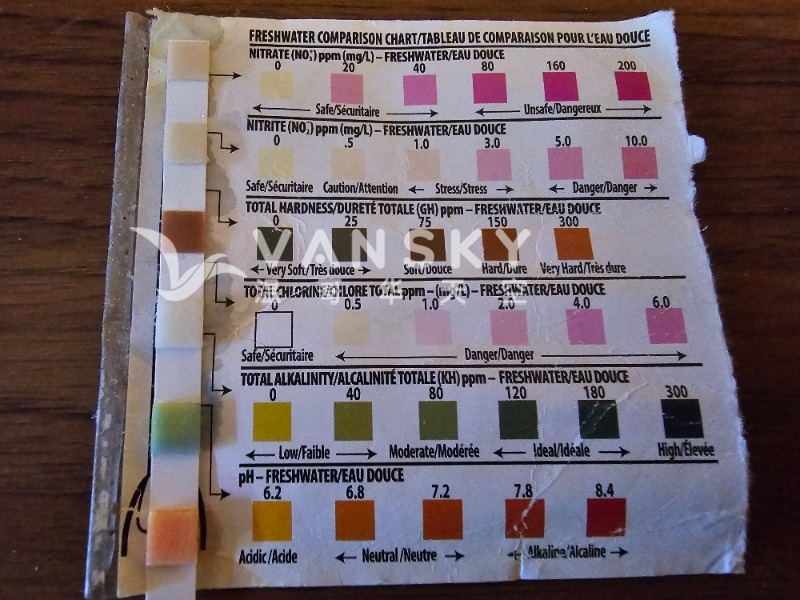 FRESHWATER COMPARISON CHART/TABLEAU DE COMPARAISON POUR L'EAU DOUCE
NITRATE (NO₃) ppm (mg/L) – FRESHWATER/EAU DOUCE
0 20 40 80 160 200
Safe/Sécuritaire Unsafe/Dangereux
NITRITE (NO₂) ppm (mg/L) – FRESHWATER/EAU DOUCE
0 .5 1.0 3.0 5.0 10.0
Safe/Sécuritaire Caution/Attention Stress/Stress Danger/Danger
TOTAL HARDNESS/DURETÉ TOTALE (GH) ppm – FRESHWATER/EAU DOUCE
0 25 75 150 300
VANSKY
Very Soft/Très douce Soft/Douce Hard/Dure Very Hard/Très dure
TOTAL CHLORINE/CHLORE TOTAL ppm – (mg/L) – FRESHWATER/EAU DOUCE
0 0.5 1.0 2.0 4.0 6.0
Safe/Sécuritaire Danger/Danger
TOTAL ALKALINITY/ALCALINITÉ TOTALE (KH) ppm – FRESHWATER/EAU DOUCE
0 40 80 120 180 300
Low/Faible Moderate/Modérée Ideal/Idéale High/Élevée
pH – FRESHWATER/EAU DOUCE
6.2 6.8 7.2 7.8 8.4
Acidic/Acide Neutral/Neutre Alkaline/Alcaline